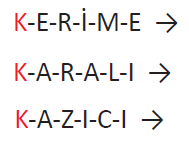 K-E-R-İ-M-E →
K-A-R-A-L-I →
K-A-Z-I-C-I →